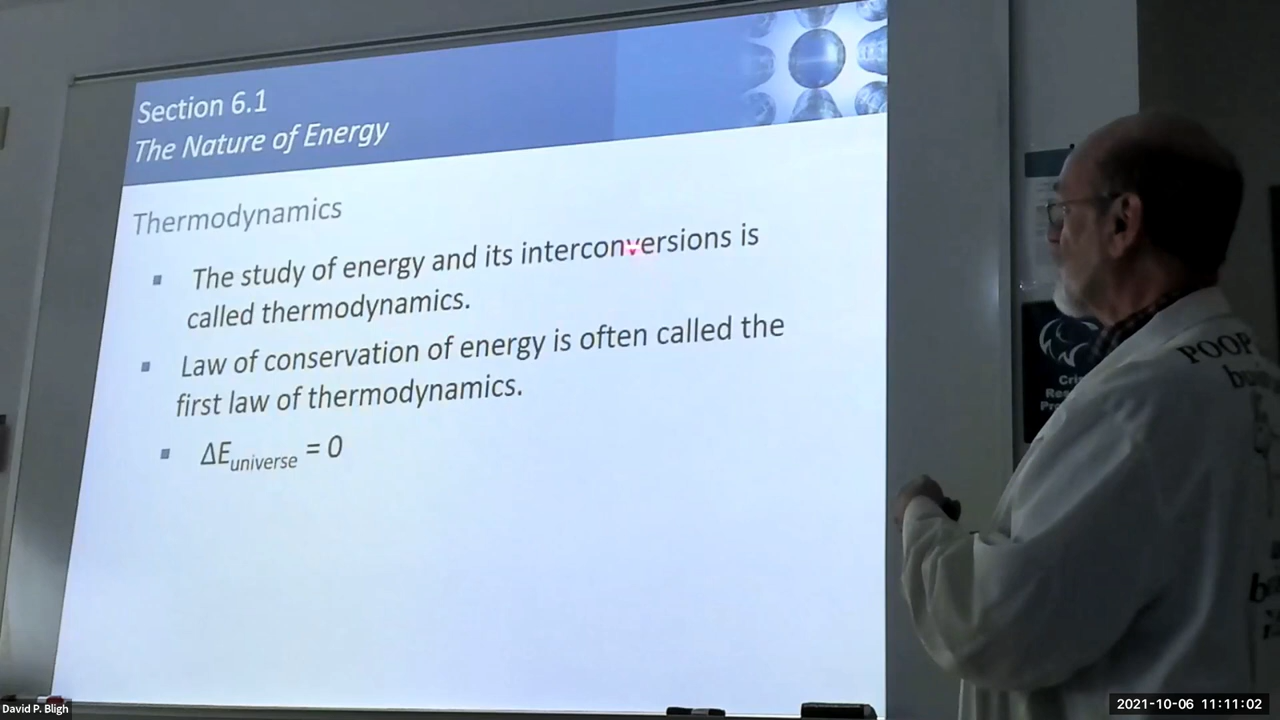 Section 6.1
The Nature of Energy
Thermodynamics
▪ The study of energy and its interconversions is
called thermodynamics.
▪ Law of conservation of energy is often called the
first law of thermodynamics.
▪ ΔE universe = 0
POOP
David P. Bligh
2021-10-06 11:11:02